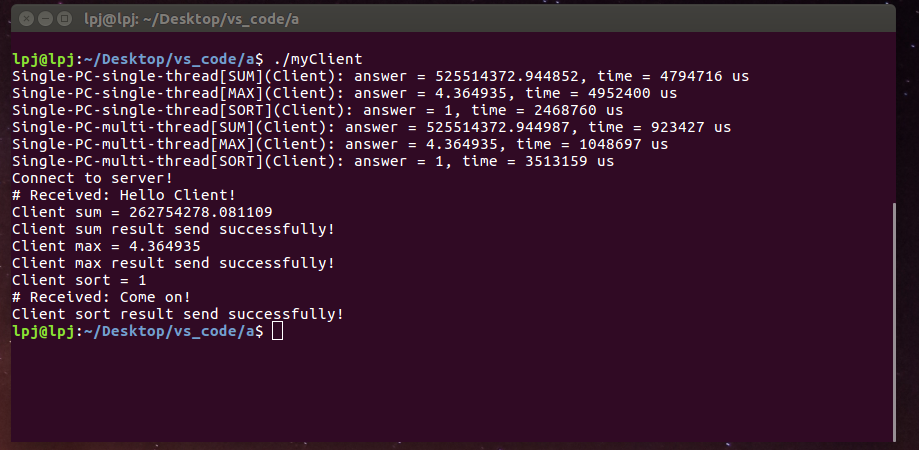 lpj@lpj: ~/Desktop/vs_code/a
lpj@lpj:~/Desktop/vs_code/a$ ./myClient
Single-PC-single-thread[SUM](Client): answer = 525514372.944852, time = 4794716 us
Single-PC-single-thread[MAX](Client): answer = 4.364935, time = 4952400 us
Single-PC-single-thread[SORT](Client): answer = 1, time = 2468760 us
Single-PC-multi-thread[SUM](Client): answer = 525514372.944987, time = 923427 us
Single-PC-multi-thread[MAX](Client): answer = 4.364935, time = 1048697 us
Single-PC-multi-thread[SORT](Client): answer = 1, time = 3513159 us
Connect to server!
# Received: Hello Client!
Client sum = 262754278.081109
Client sum result send successfully!
Client max = 4.364935
Client max result send successfully!
Client sort = 1
# Received: Come on!
Client sort result send successfully!
lpj@lpj:~/Desktop/vs_code/a$